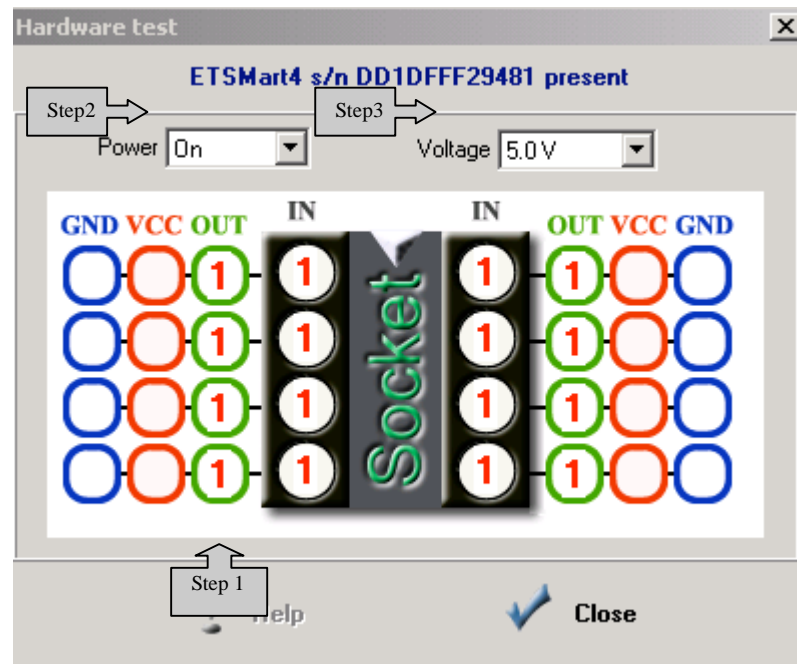 Hardware test
ETSMart4 s/n DD1DFFF29481 present
Step2
Step3
Power On
Voltage 5.0 V
GND VCC OUT IN IN OUT VCC GND
1 1 1 1
1 1 1 1
1 1 1 1
1 1 1 1
Socket
Step 1
Help
Close